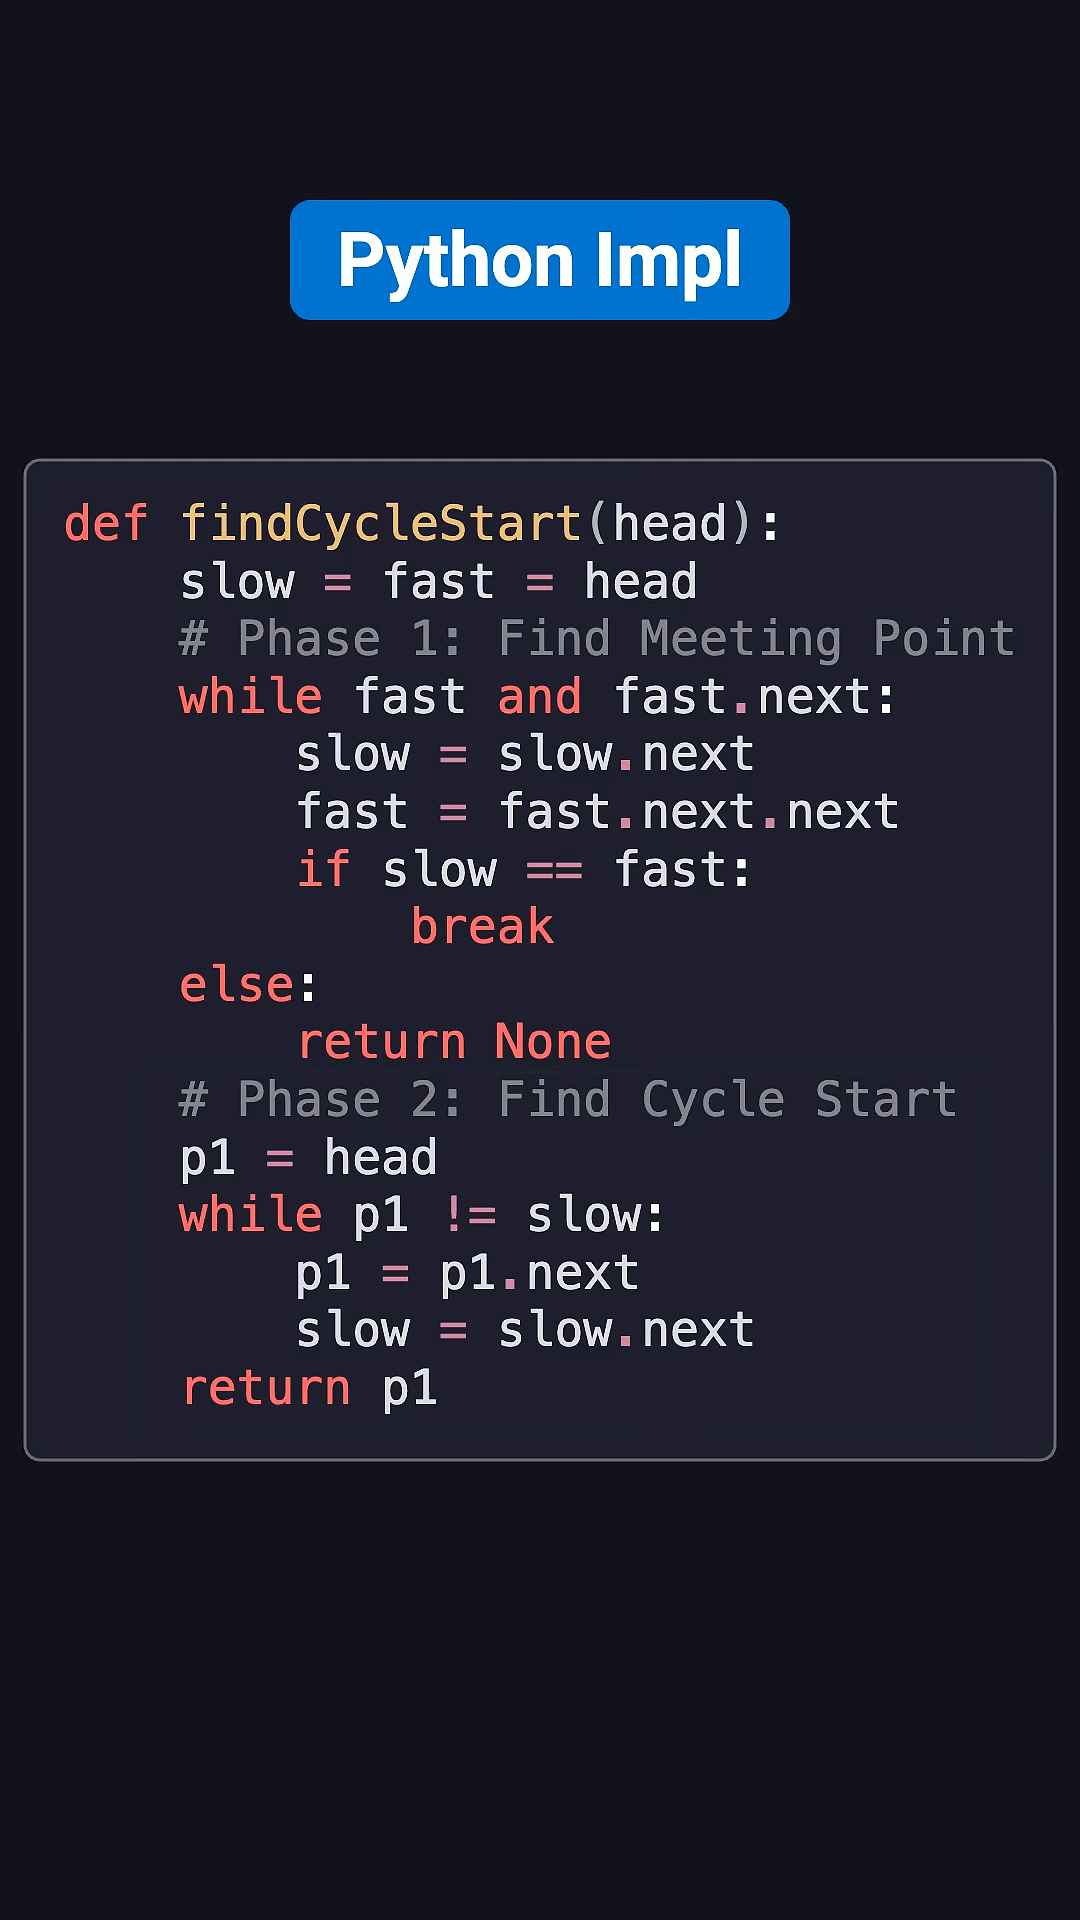 Python Impl
def findCycleStart(head):
    slow = fast = head
    # Phase 1: Find Meeting Point
    while fast and fast.next:
        slow = slow.next
        fast = fast.next.next
        if slow == fast:
            break
    else:
        return None
    # Phase 2: Find Cycle Start
    p1 = head
    while p1 != slow:
        p1 = p1.next
        slow = slow.next
    return p1